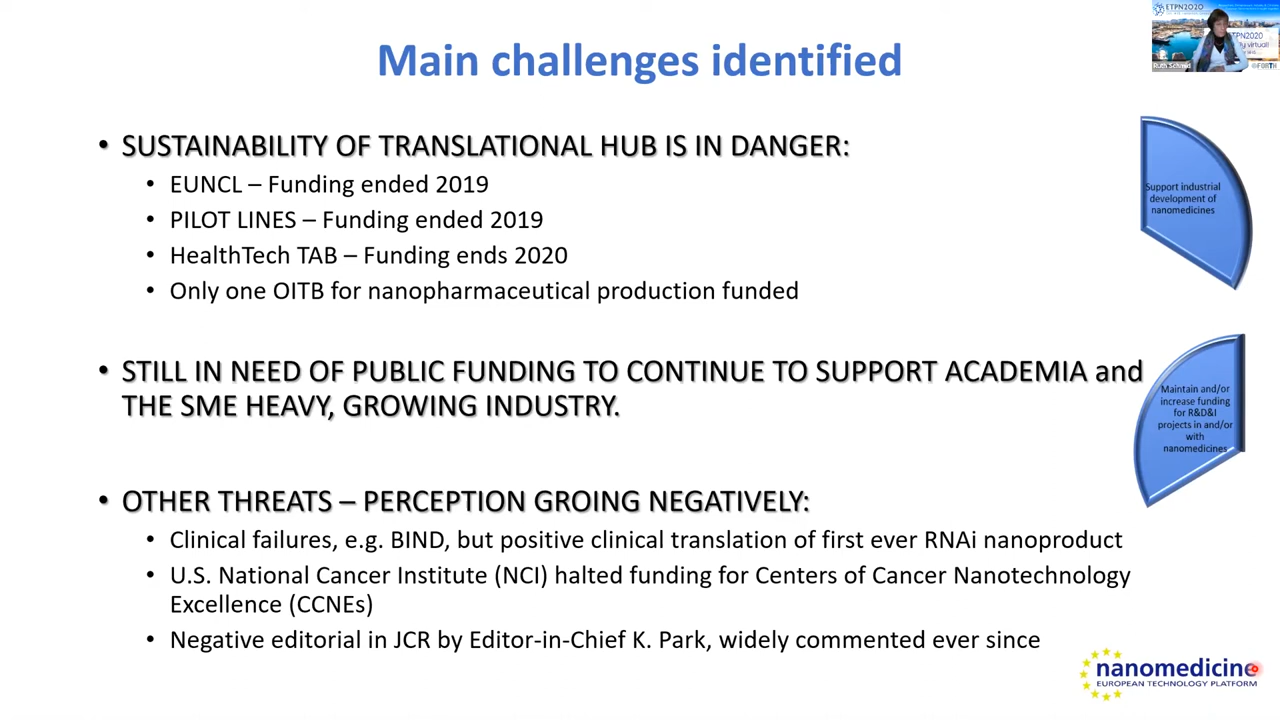 Main challenges identified
• SUSTAINABILITY OF TRANSLATIONAL HUB IS IN DANGER:
• EUNCL – Funding ended 2019
• PILOT LINES – Funding ended 2019
• HealthTech TAB – Funding ends 2020
• Only one OITB for nanopharmaceutical production funded
• STILL IN NEED OF PUBLIC FUNDING TO CONTINUE TO SUPPORT ACADEMIA and
THE SME HEAVY, GROWING INDUSTRY.
• OTHER THREATS – PERCEPTION GROING NEGATIVELY:
• Clinical failures, e.g. BIND, but positive clinical translation of first ever RNAi nanoproduct
• U.S. National Cancer Institute (NCI) halted funding for Centers of Cancer Nanotechnology
Excellence (CCNEs)
• Negative editorial in JCR by Editor-in-Chief K. Park, widely commented ever since
Support industrial
development of
nanomedicines
Maintain and/or
increase funding
for R&D&I
projects in and/or
with
nanomedicines
ETPN2020
Ruth Schmid
FORTH
nanomedicine
EUROPEAN TECHNOLOGY PLATFORM